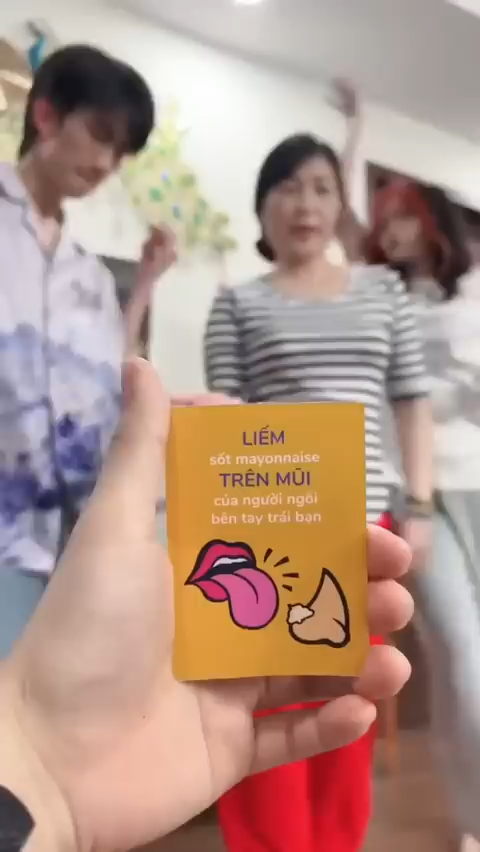 LIẾM
sốt mayonnaise
TRÊN MŨI
của người ngồi
bên tay trái bạn